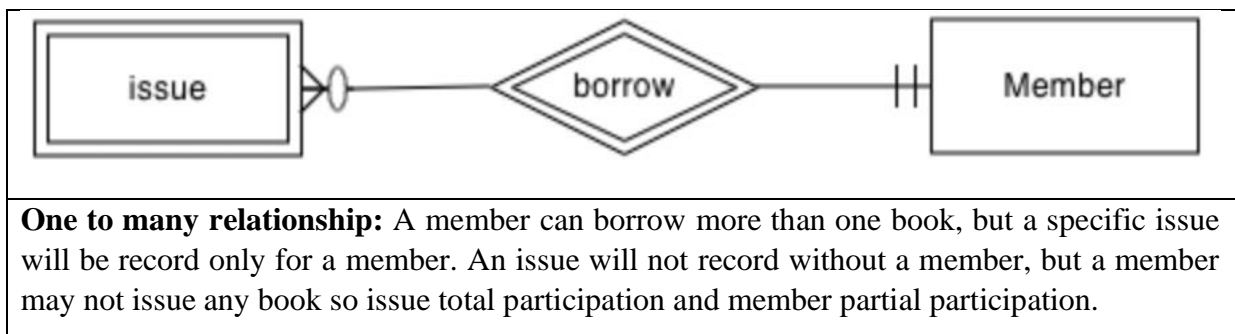 issue borrow Member
One to many relationship: A member can borrow more than one book, but a specific issue
will be record only for a member. An issue will not record without a member, but a member
may not issue any book so issue total participation and member partial participation.